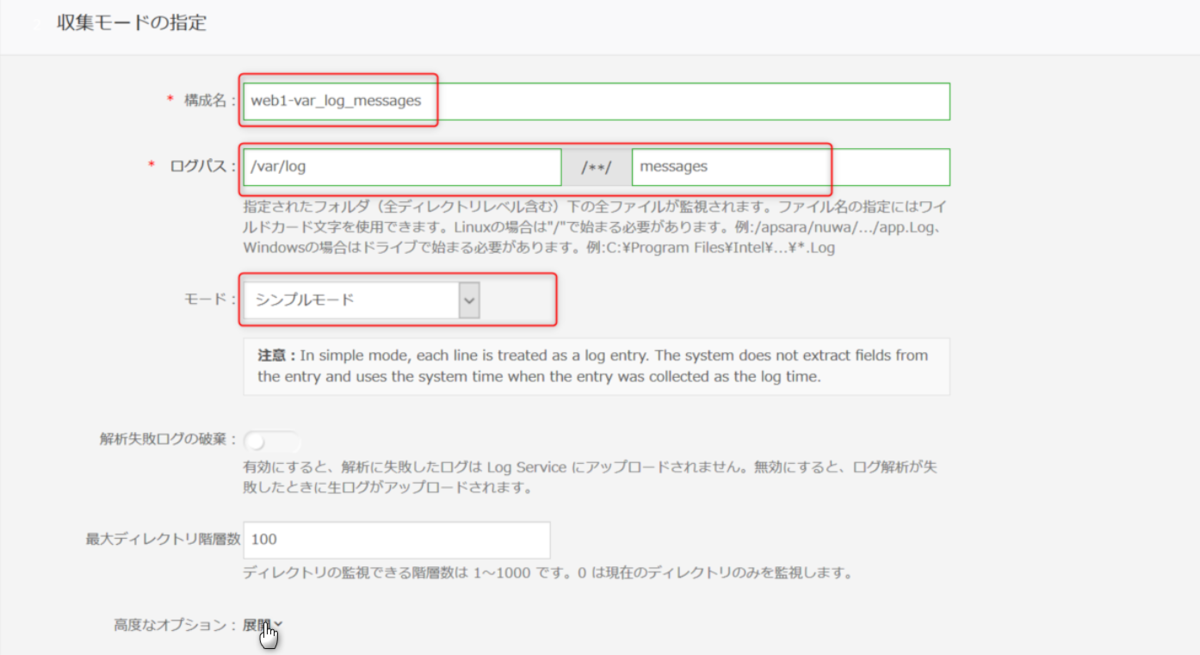 収集モードの指定
* 構成名 : web1-var_log_messages
* ログパス : /var/log /**/ messages
指定されたフォルダ（全ディレクトリレベル含む）下の全ファイルが監視されます。ファイル名の指定にはワイ
ルドカード文字を使用できます。Linuxの場合は"/"で始まる必要があります。例:/apsara/nuwa/.../app.Log、
Windowsの場合はドライブで始まる必要があります。例:C:¥Program Files¥Intel¥...¥*.Log
モード : シンプルモード
注意 : In simple mode, each line is treated as a log entry. The system does not extract fields from
the entry and uses the system time when the entry was collected as the log time.
解析失敗ログの破棄 :
有効にすると、解析に失敗したログは Log Service にアップロードされません。無効にすると、ログ解析が失
敗したときに生ログがアップロードされます。
最大ディレクトリ階層数 100
ディレクトリの監視できる階層数は 1～1000 です。0 は現在のディレクトリのみを監視します。
高度なオプション : 展開